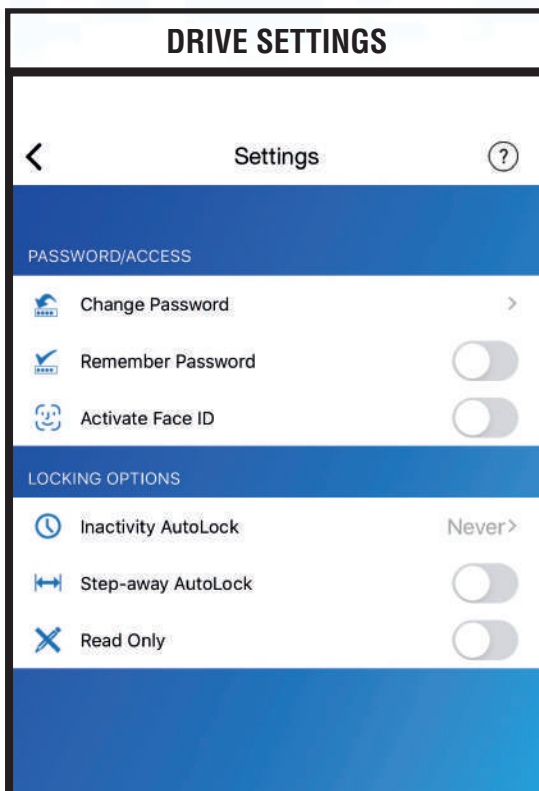 DRIVE SETTINGS
Settings
?
PASSWORD/ACCESS
Change Password
Remember Password
Activate Face ID
LOCKING OPTIONS
Inactivity AutoLock Never
Step-away AutoLock
Read Only